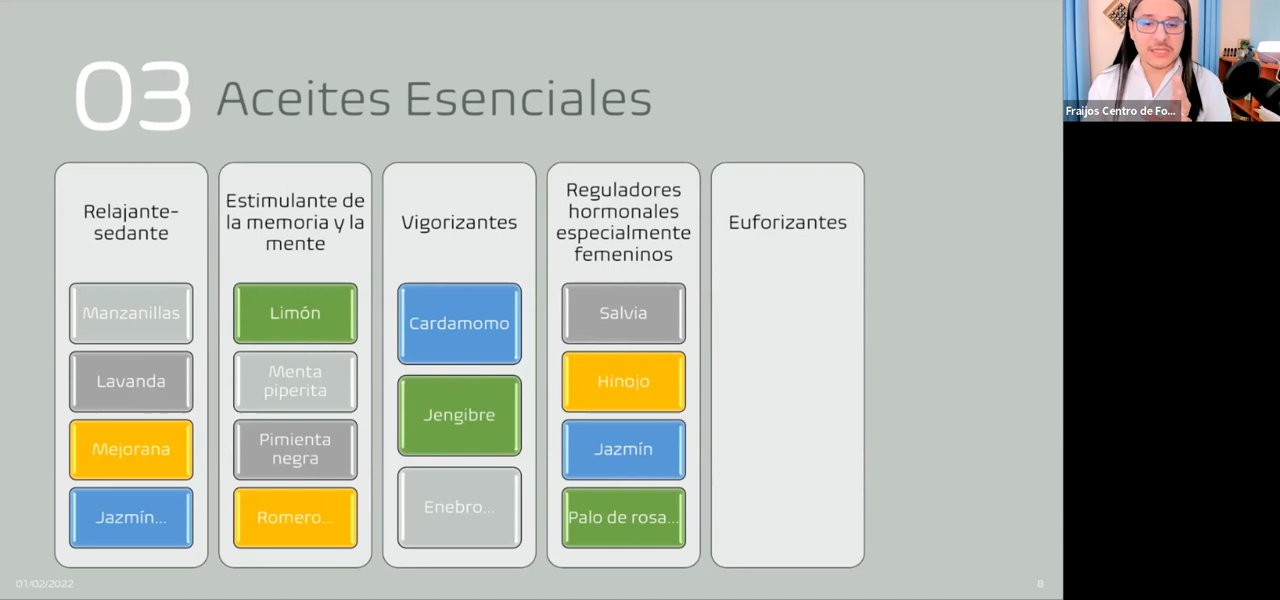 03 Aceites Esenciales
Relajante-
sedante
Manzanillas
Lavanda
Mejorana
Jazmín...
Estimulante de
la memoria y la
mente
Limón
Menta
piperita
Pimienta
negra
Romero...
Vigorizantes
Cardamomo
Jengibre
Enebro...
Reguladores
hormonales
especialmente
femeninos
Salvia
Hinojo
Jazmín
Palo de rosa...
Euforizantes
01/02/2022
8
Fraijos Centro de Fo...